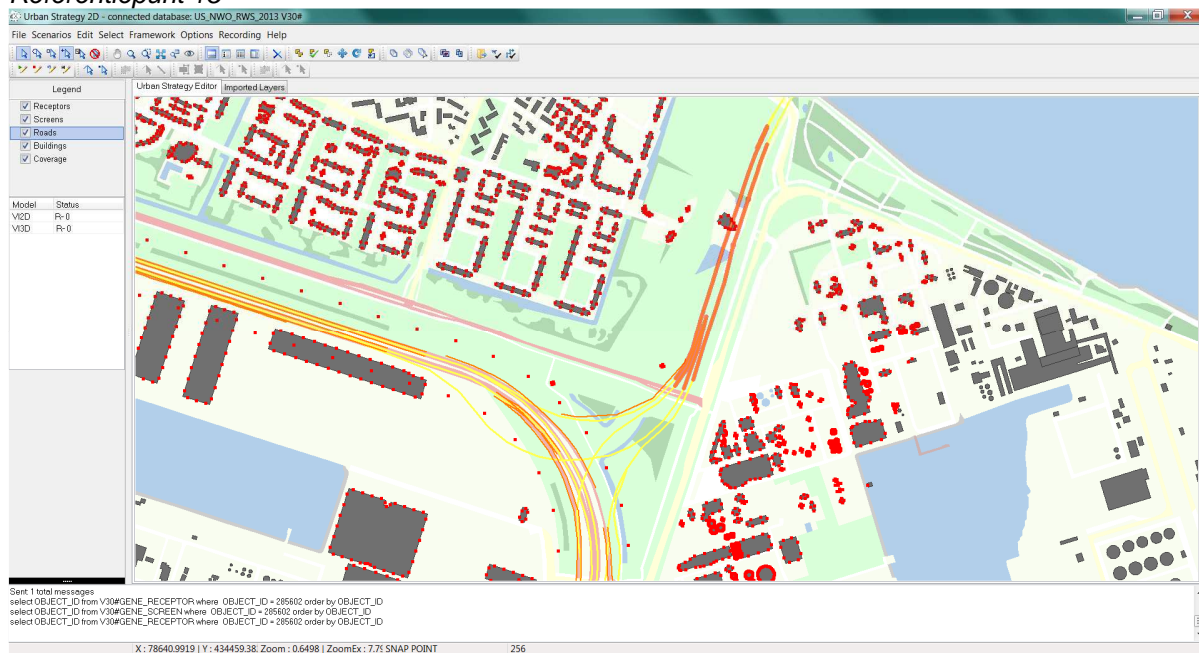 Referentiepunt 15
Urban Strategy 2D - connected database: US_NWO_RWS_2013 V30#
File Scenarios Edit Select Framework Options Recording Help
Legend
Urban Strategy Editor Imported Layers
Receptors
Screens
Roads
Buildings
Coverage
Model Status
VI2D R- 0
VI3D R- 0
Sent 1 total messages
select OBJECT_ID from V30#GENE_RECEPTOR where OBJECT_ID = 285602 order by OBJECT_ID
select OBJECT_ID from V30#GENE_SCREEN where OBJECT_ID = 285602 order by OBJECT_ID
select OBJECT_ID from V30#GENE_RECEPTOR where OBJECT_ID = 285602 order by OBJECT_ID
X : 78640.9919 | Y : 434459.38: Zoom : 0.6498 | ZoomEx : 7.79 SNAP POINT 256